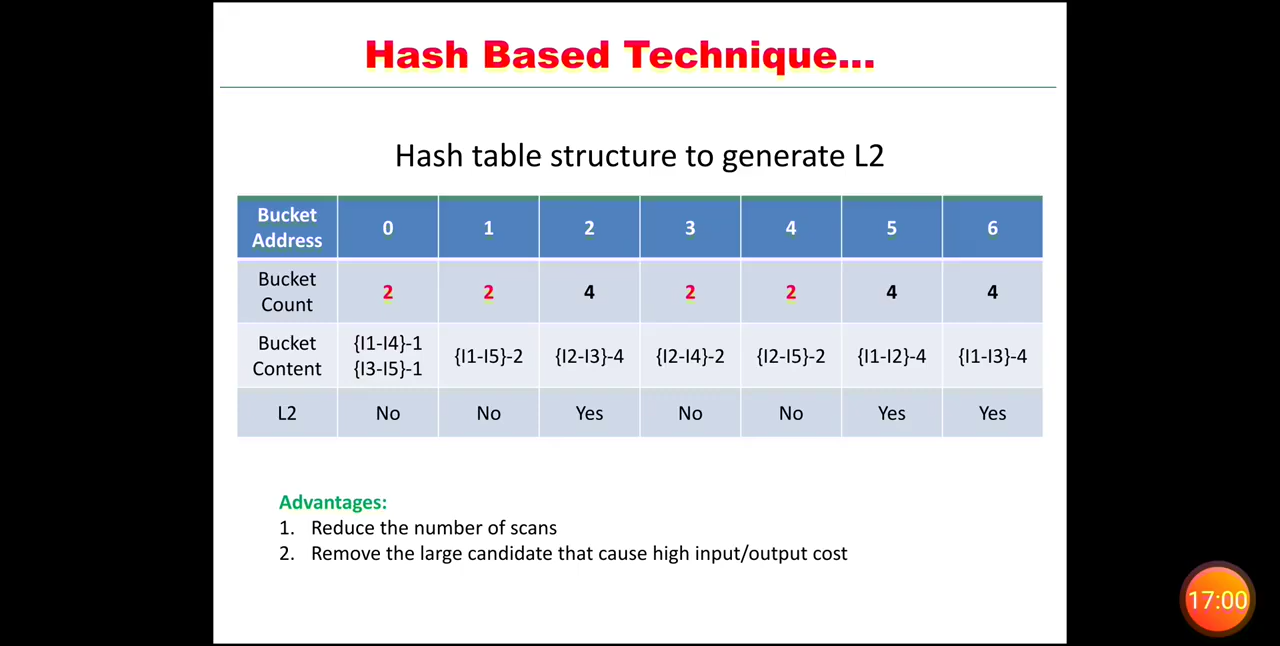 Hash Based Technique...
Hash table structure to generate L2
Bucket Address 0 1 2 3 4 5 6
Bucket Count 2 2 4 2 2 4 4
Bucket Content {I1-I4}-1 {I3-I5}-1 {I1-I5}-2 {I2-I3}-4 {I2-I4}-2 {I2-I5}-2 {I1-I2}-4 {I1-I3}-4
L2 No No Yes No No Yes Yes
Advantages:
1. Reduce the number of scans
2. Remove the large candidate that cause high input/output cost
17:00